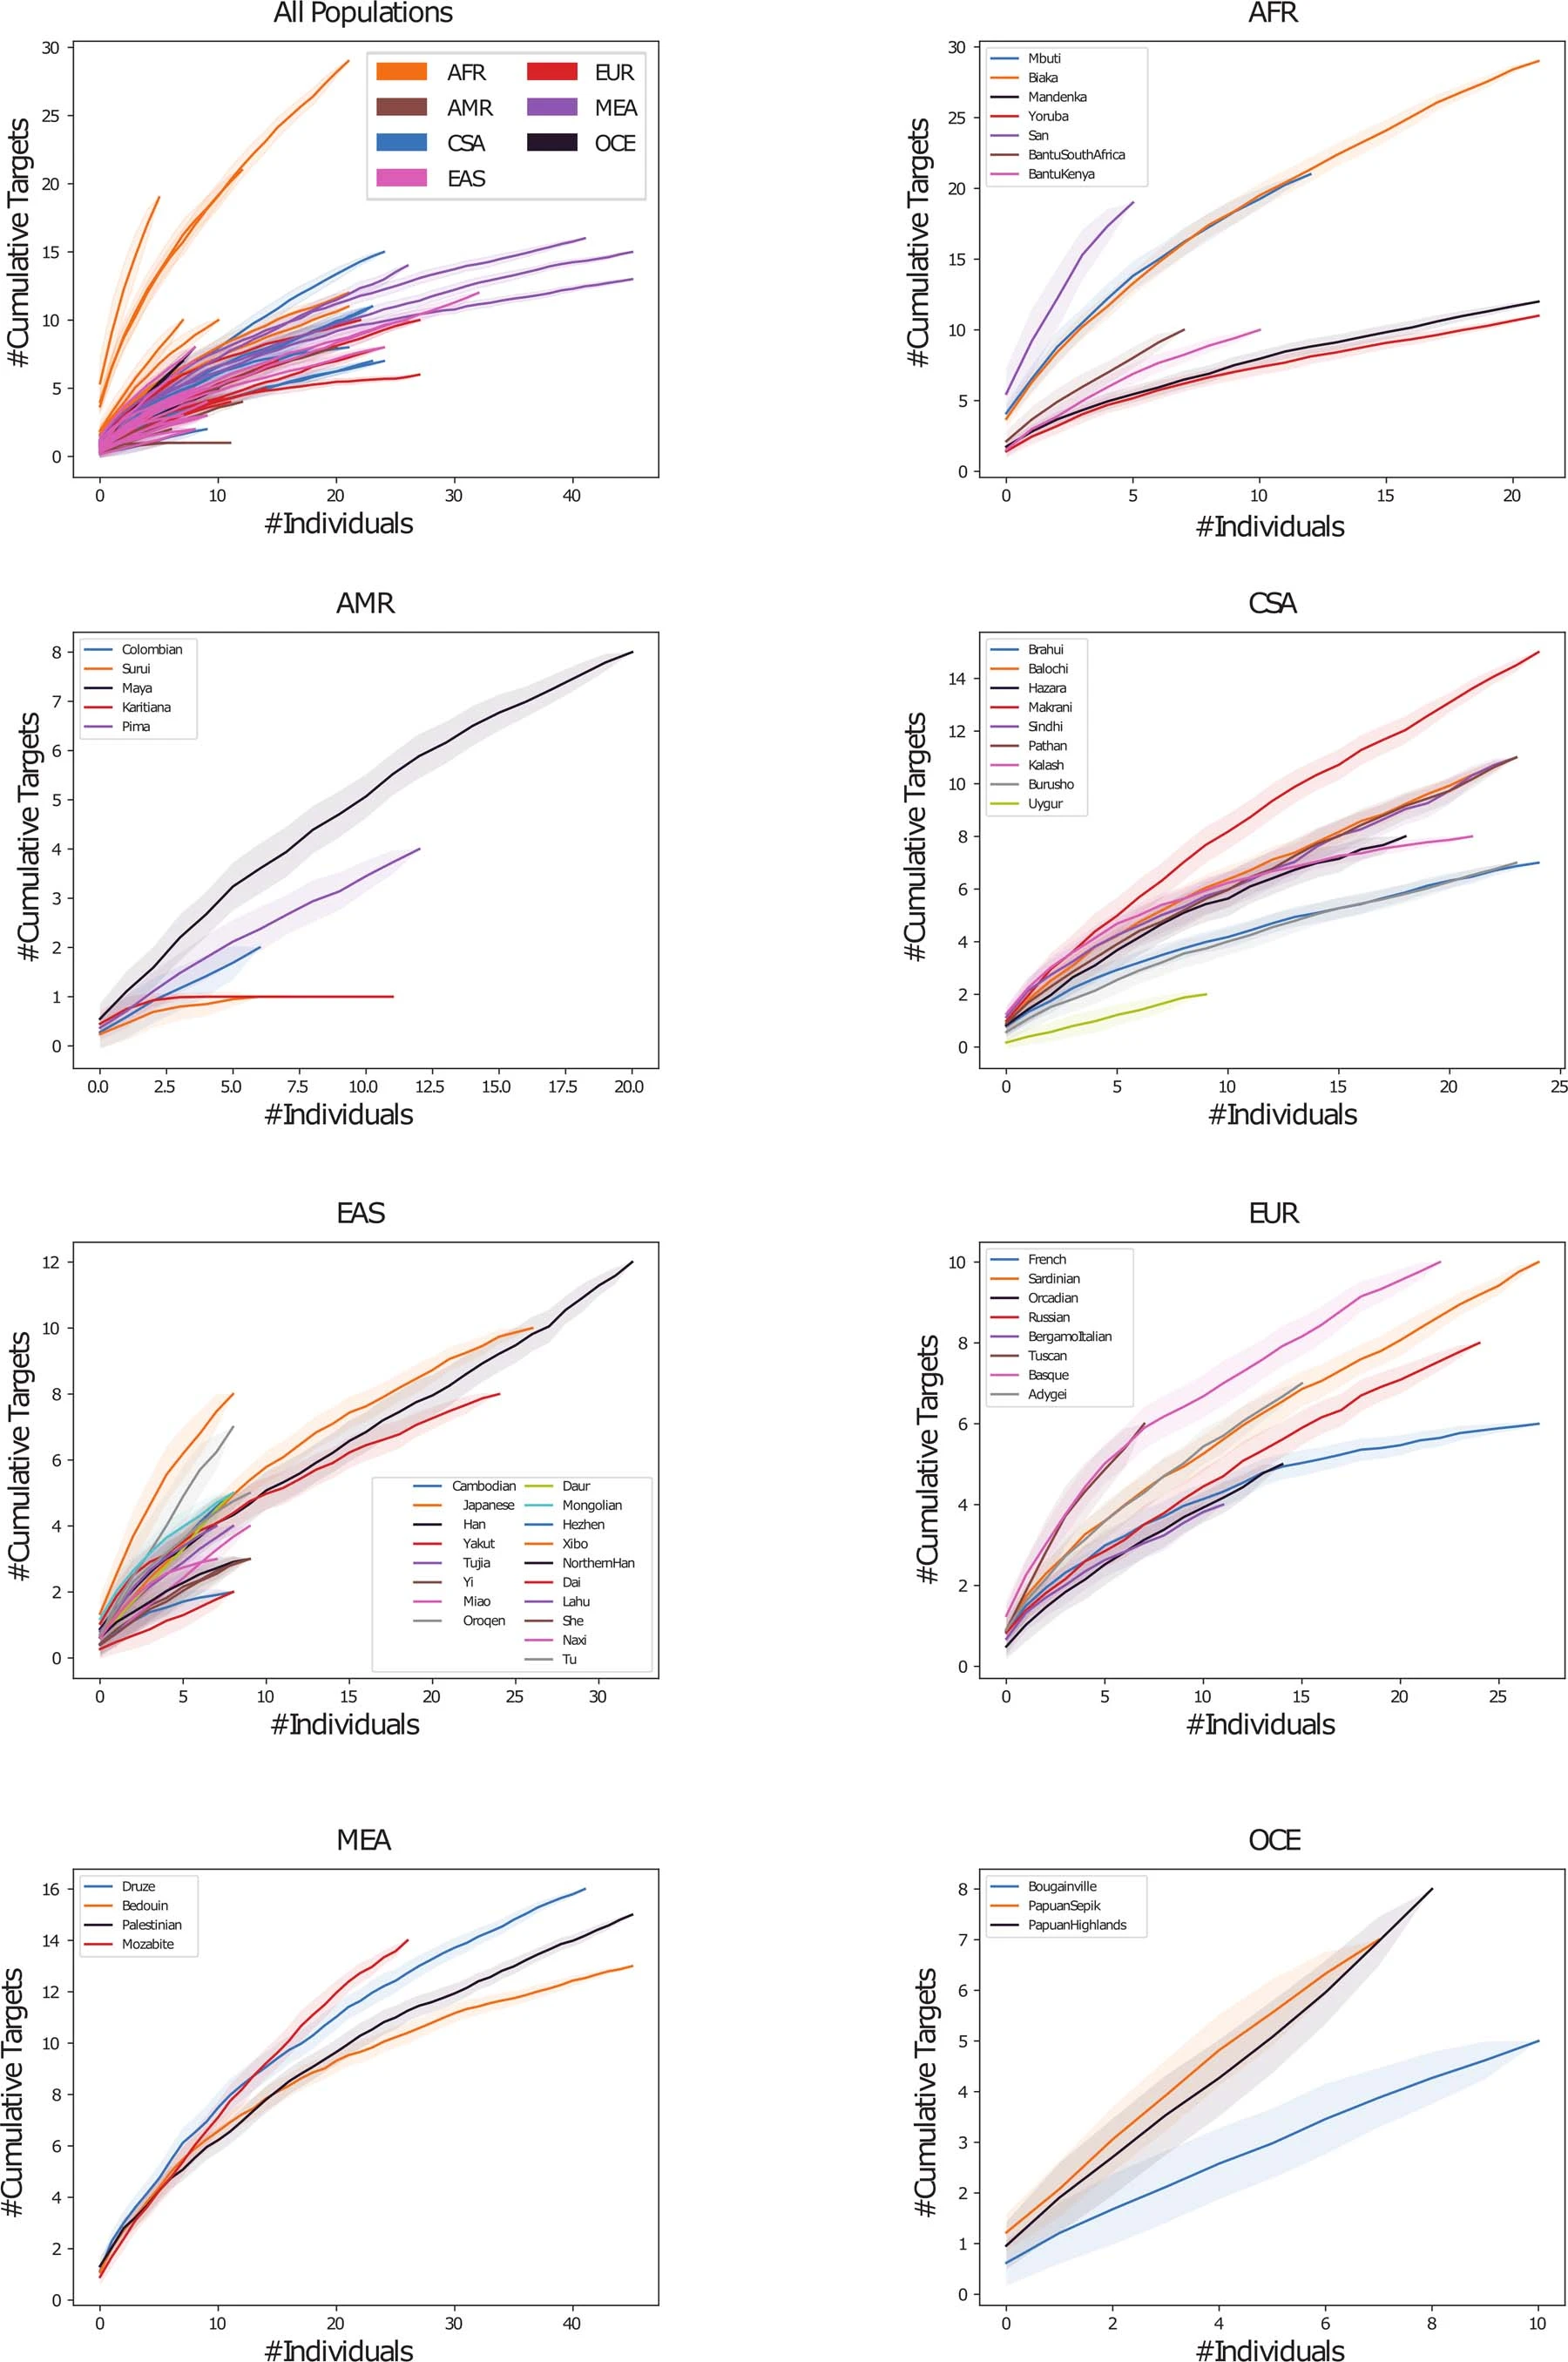 All Populations
#Cumulative Targets
30
25
20
15
10
5
0
AFR
AMR
CSA
EAS
EUR
MEA
OCE
0 10 20 30 40
#Individuals
AFR
#Cumulative Targets
30
25
20
15
10
5
0
Mbuti
Biaka
Mandenka
Yoruba
San
BantuSouthAfrica
BantuKenya
0 5 10 15 20
#Individuals
AMR
#Cumulative Targets
8
7
6
5
4
3
2
1
0
Colombian
Surui
Maya
Karitiana
Pima
0.0 2.5 5.0 7.5 10.0 12.5 15.0 17.5 20.0
#Individuals
CSA
#Cumulative Targets
14
12
10
8
6
4
2
0
Brahui
Balochi
Hazara
Makrani
Sindhi
Pathan
Kalash
Burusho
Uygur
0 5 10 15 20 25
#Individuals
EAS
#Cumulative Targets
12
10
8
6
4
2
0
Cambodian
Japanese
Han
Yakut
Tujia
Yi
Miao
Oroqen
Daur
Mongolian
Hezhen
Xibo
NorthernHan
Dai
Lahu
She
Naxi
Tu
0 5 10 15 20 25 30
#Individuals
EUR
#Cumulative Targets
10
8
6
4
2
0
French
Sardinian
Orcadian
Russian
BergamoItalian
Tuscan
Basque
Adygei
0 5 10 15 20 25
#Individuals
MEA
#Cumulative Targets
16
14
12
10
8
6
4
2
0
Druze
Bedouin
Palestinian
Mozabite
0 10 20 30 40
#Individuals
OCE
#Cumulative Targets
8
7
6
5
4
3
2
1
0
Bougainville
PapuanSepik
PapuanHighlands
0 2 4 6 8 10
#Individuals